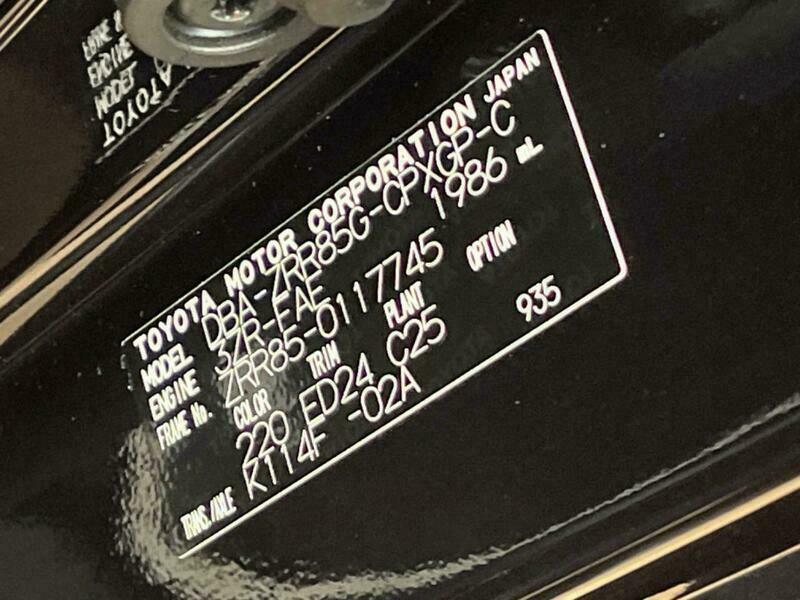 TOYOTA MOTOR CORPORATION JAPAN
MODEL DBA-ZRR85G-CPXGP-C
ENGINE 3ZR-FAE 1986 mL
FRAME No. ZRR85-0117745
COLOR TRIM PLANT OPTION
220 FD24 C25 935
TRANS./AXLE K114F -02A